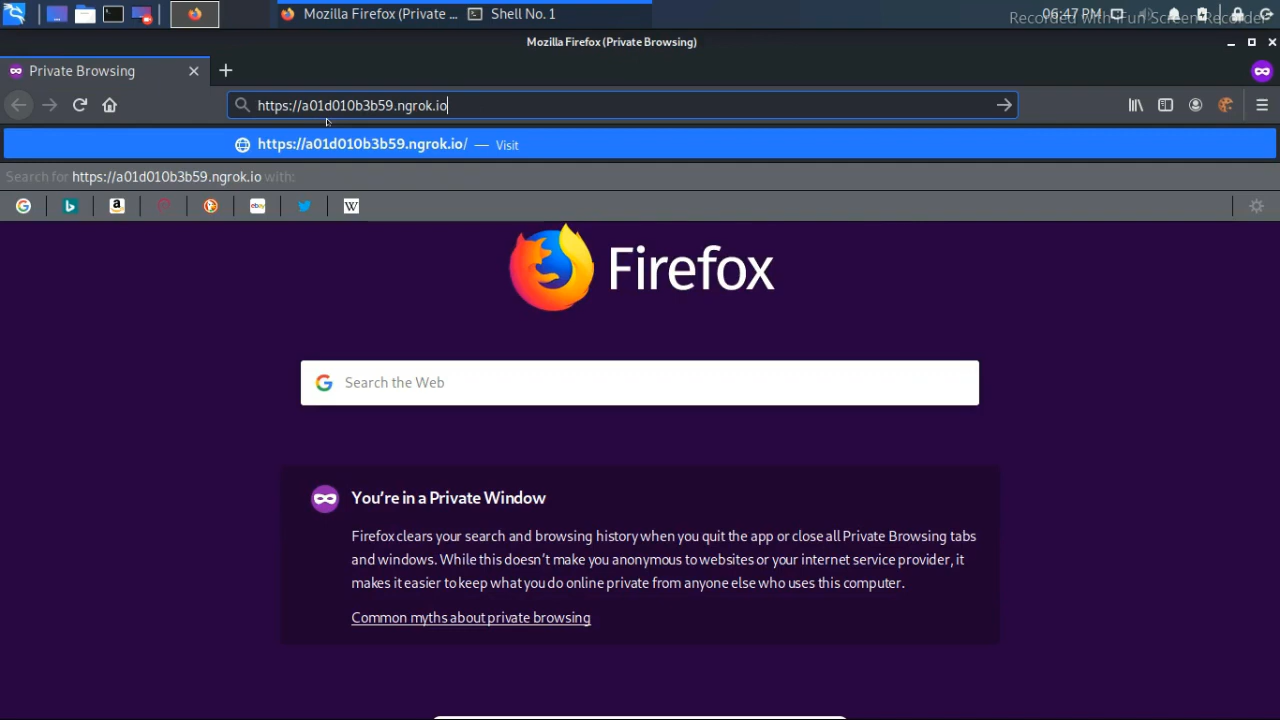 Mozilla Firefox (Private ...
Shell No. 1
06:47 PM
Recorded with iFun Screen Recorder
Mozilla Firefox (Private Browsing)
Private Browsing
https://a01d010b3b59.ngrok.io
https://a01d010b3b59.ngrok.io/ — Visit
Search for https://a01d010b3b59.ngrok.io with:
ebay
W
Firefox
Search the Web
You're in a Private Window
Firefox clears your search and browsing history when you quit the app or close all Private Browsing tabs
and windows. While this doesn't make you anonymous to websites or your internet service provider, it
makes it easier to keep what you do online private from anyone else who uses this computer.
Common myths about private browsing